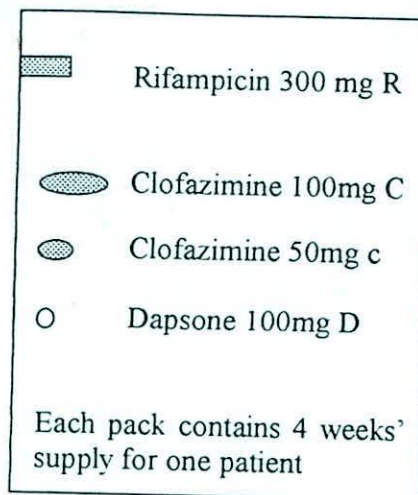 Rifampicin 300 mg R
Clofazimine 100mg C
Clofazimine 50mg c
Dapsone 100mg D
Each pack contains 4 weeks’
supply for one patient